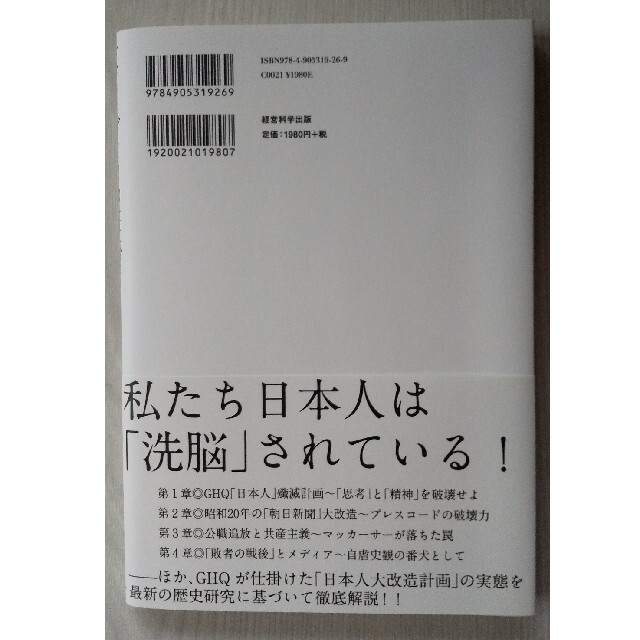 ISBN978-4-905319-26-9
C0021 ¥1980E
9784905319269
経営科学出版
定価：1980円+税
1920021019807
私たち日本人は
「洗脳」されている！
第1章◎GHQ「日本人」殲滅計画〜「思考」と「精神」を破壊せよ
第2章◎昭和20年の「朝日新聞」大改造〜プレスコードの破壊力
第3章◎公職追放と共産主義〜マッカーサーが落ちた罠
第4章◎「敗者の戦後」とメディア〜自虐史観の番犬として
――ほか、GHQが仕掛けた「日本人大改造計画」の実態を
最新の歴史研究に基づいて徹底解説！！